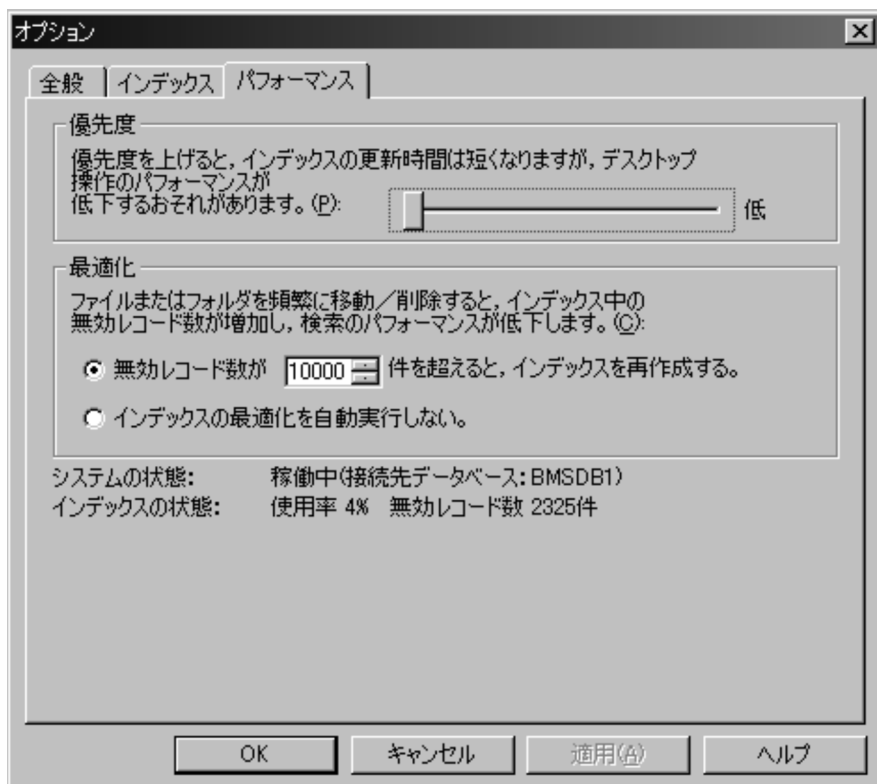 オプション
全般 インデックス パフォーマンス
優先度
優先度を上げると，インデックスの更新時間は短くなりますが，デスクトップ
操作のパフォーマンスが
低下するおそれがあります。(P): 低
最適化
ファイルまたはフォルダを頻繁に移動／削除すると，インデックス中の
無効レコード数が増加し，検索のパフォーマンスが低下します。(C):
無効レコード数が 10000 件を超えると，インデックスを再作成する。
インデックスの最適化を自動実行しない。
システムの状態： 稼働中(接続先データベース：BMSDB1)
インデックスの状態： 使用率 4% 無効レコード数 2325件
OK キャンセル 適用(A) ヘルプ